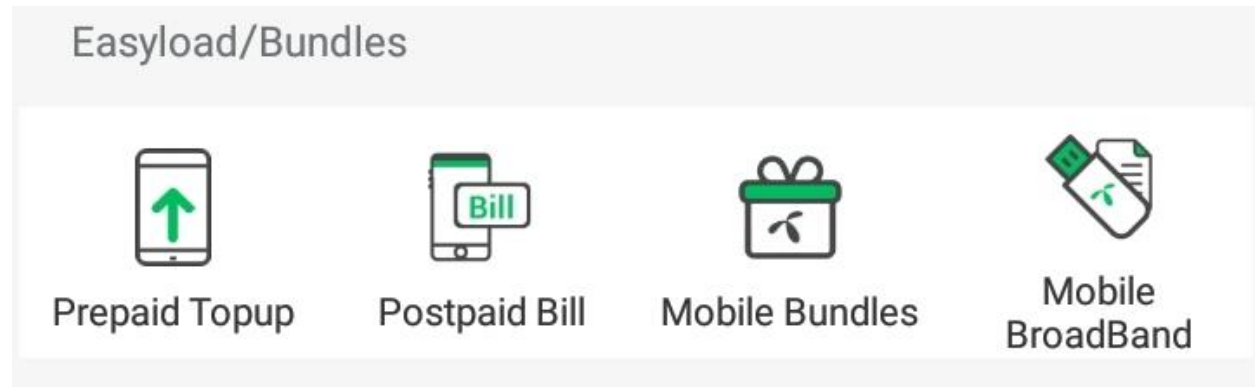 Easyload/Bundles
Bill
Prepaid Topup
Postpaid Bill
Mobile Bundles
Mobile
BroadBand